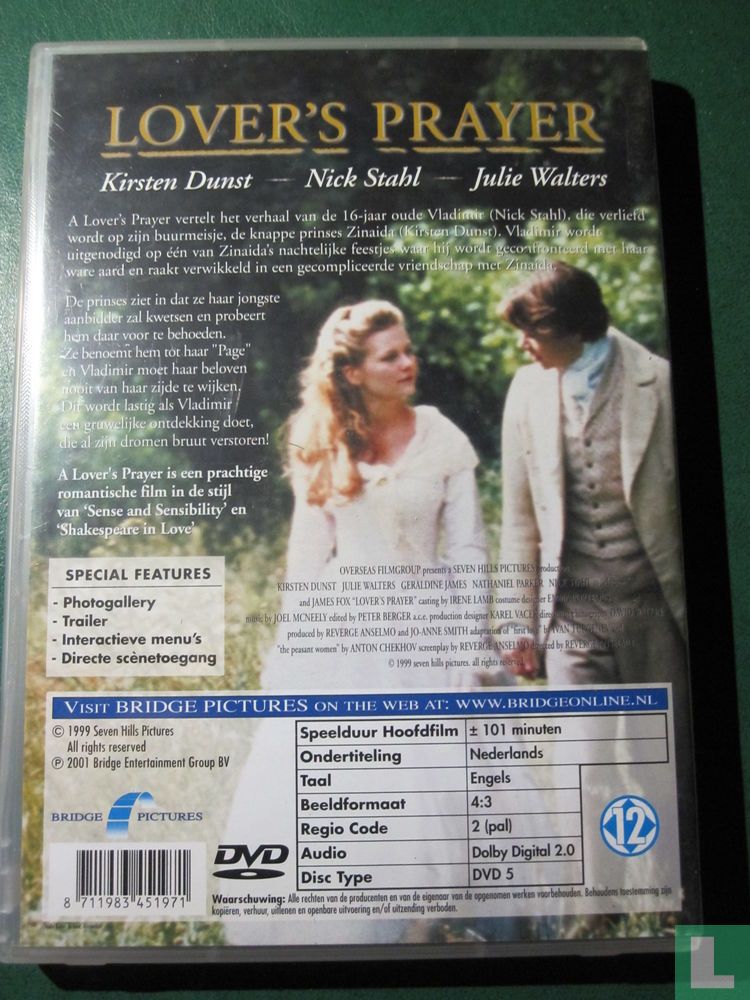 LOVER'S PRAYER
Kirsten Dunst — Nick Stahl — Julie Walters
A Lover's Prayer vertelt het verhaal van de 16-jaar oude Vladimir (Nick Stahl), die verliefd
wordt op zijn buurmeisje, de knappe prinses Zinaida (Kirsten Dunst). Vladimir wordt
uitgenodigd op één van Zinaida's nachtelijke feestjes waar hij wordt geconfronteerd met haar
ware aard en raakt verwikkeld in een gecompliceerde vriendschap met Zinaida.
De prinses ziet in dat ze haar jongste
aanbidder zal kwetsen en probeert
hem daar voor te behoeden.
Ze benoemt hem tot haar "Page"
en Vladimir moet haar beloven
nooit van haar zijde te wijken.
Dit wordt lastig als Vladimir
een gruwelijke ontdekking doet,
die al zijn dromen bruut verstoren!
A Lover's Prayer is een prachtige
romantische film in de stijl
van 'Sense and Sensibility' en
'Shakespeare in Love'
SPECIAL FEATURES
- Photogallery
- Trailer
- Interactieve menu's
- Directe scènetoegang
OVERSEAS FILMGROUP presents a SEVEN HILLS PICTURES
KIRSTEN DUNST JULIE WALTERS GERALDINE JAMES NATHANIEL PARKER NICK STAHL
and JAMES FOX "LOVER'S PRAYER" casting by IRENE LAMB costume designer
music by JOEL MCNEELY edited by PETER BERGER a.c.e. production designer KAREL VACEK
produced by REVERGE ANSELMO and JO-ANNE SMITH adaptation of "first love" by IVAN
"the peasant women" by ANTON CHEKHOV screenplay by REVERGE ANSELMO directed by
© 1999 seven hills pictures. all rights reserved
VISIT BRIDGE PICTURES ON THE WEB AT: WWW.BRIDGEONLINE.NL
© 1999 Seven Hills Pictures
All rights reserved
℗ 2001 Bridge Entertainment Group BV
BRIDGE PICTURES
Speelduur Hoofdfilm ± 101 minuten
Ondertiteling Nederlands
Taal Engels
Beeldformaat 4:3
Regio Code 2 (pal)
Audio Dolby Digital 2.0
Disc Type DVD 5
12
DVD
8 711983 451971
Waarschuwing: Alle rechten van de producenten en van de eigenaar van de opgenomen werken voorbehouden. Behoudens toestemming zijn
kopiëren, verhuur, uitlenen en openbare uitvoering en/of uitzending verboden.
L